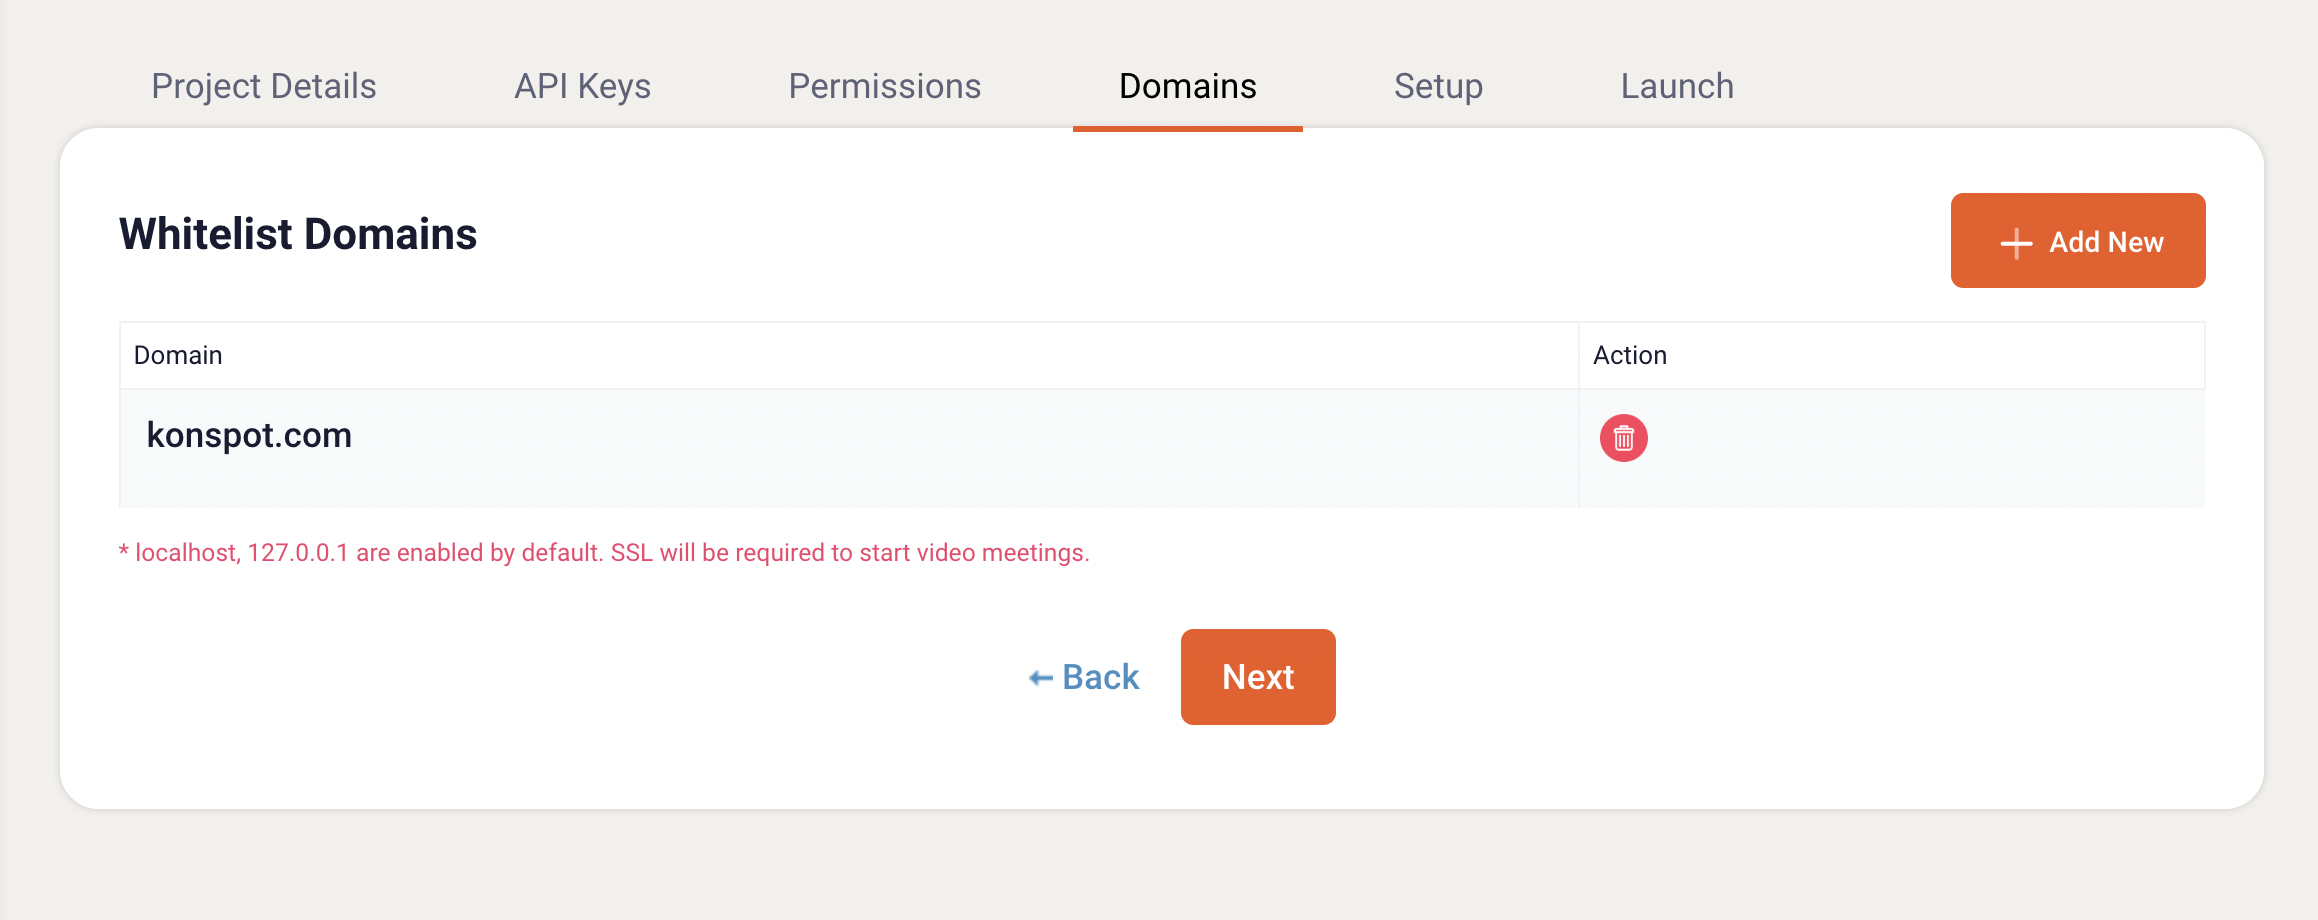 Project Details API Keys Permissions Domains Setup Launch
Whitelist Domains
Add New
Domain Action
konspot.com
* localhost, 127.0.0.1 are enabled by default. SSL will be required to start video meetings.
Back Next